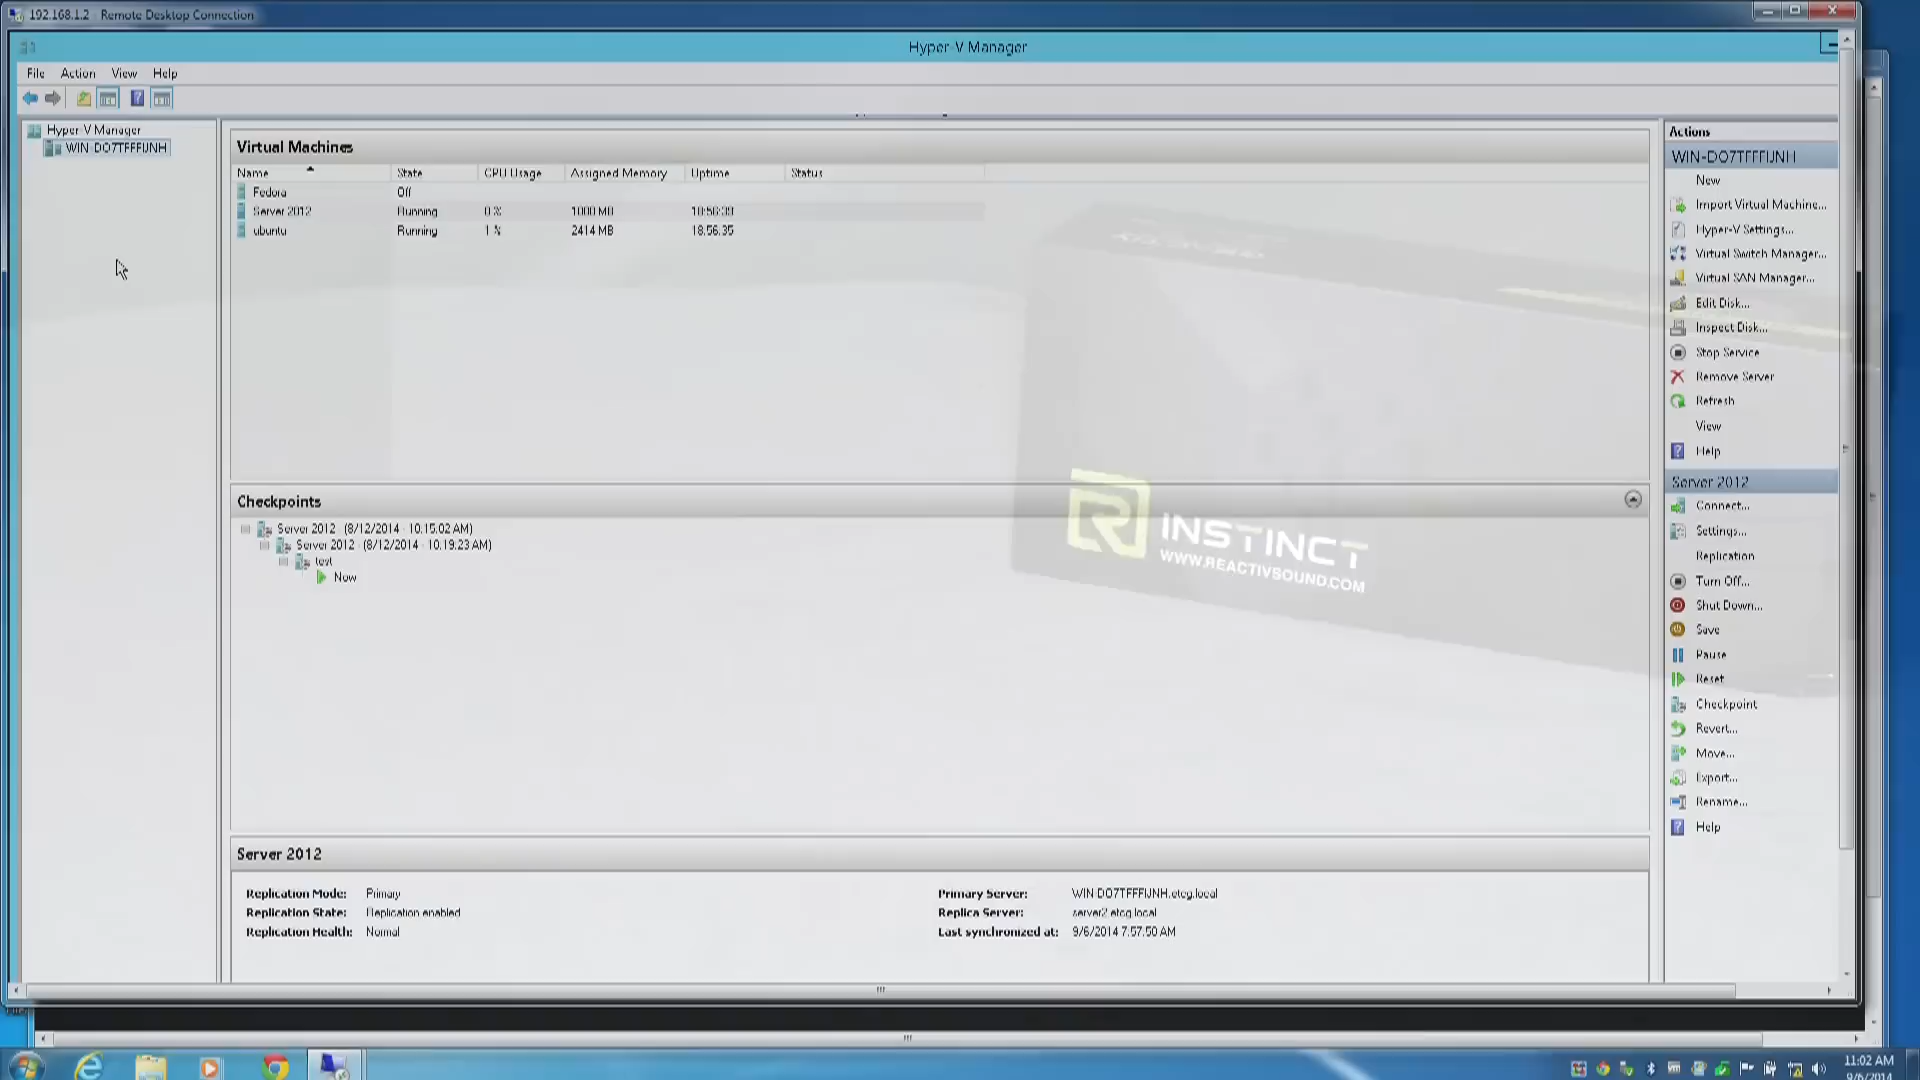 192.168.1.2 - Remote Desktop Connection
Hyper-V Manager
File Action View Help
Hyper-V Manager
WIN-DO7TFFFIJNH
Virtual Machines
Name State CPU Usage Assigned Memory Uptime Status
Fedora Off
Server 2012 Running 0 % 1000 MB 18:56:39
ubuntu Running 1 % 2414 MB 18:56:35
Checkpoints
Server 2012 - (8/12/2014 - 10:15:02 AM)
Server 2012 - (8/12/2014 - 10:19:23 AM)
test
Now
Server 2012
Replication Mode: Primary
Replication State: Replication enabled
Replication Health: Normal
Primary Server: WIN-DO7TFFFIJNH.etcg.local
Replica Server: server2.etcg.local
Last synchronized at: 9/6/2014 7:57:50 AM
Actions
WIN-DO7TFFFIJNH
New
Import Virtual Machine...
Hyper-V Settings...
Virtual Switch Manager...
Virtual SAN Manager...
Edit Disk...
Inspect Disk...
Stop Service
Remove Server
Refresh
View
Help
Server 2012
Connect...
Settings...
Replication
Turn Off...
Shut Down...
Save
Pause
Reset
Checkpoint
Revert...
Move...
Export...
Rename...
Help
INSTINCT
WWW.REACTIVSOUND.COM
11:02 AM
9/6/2014